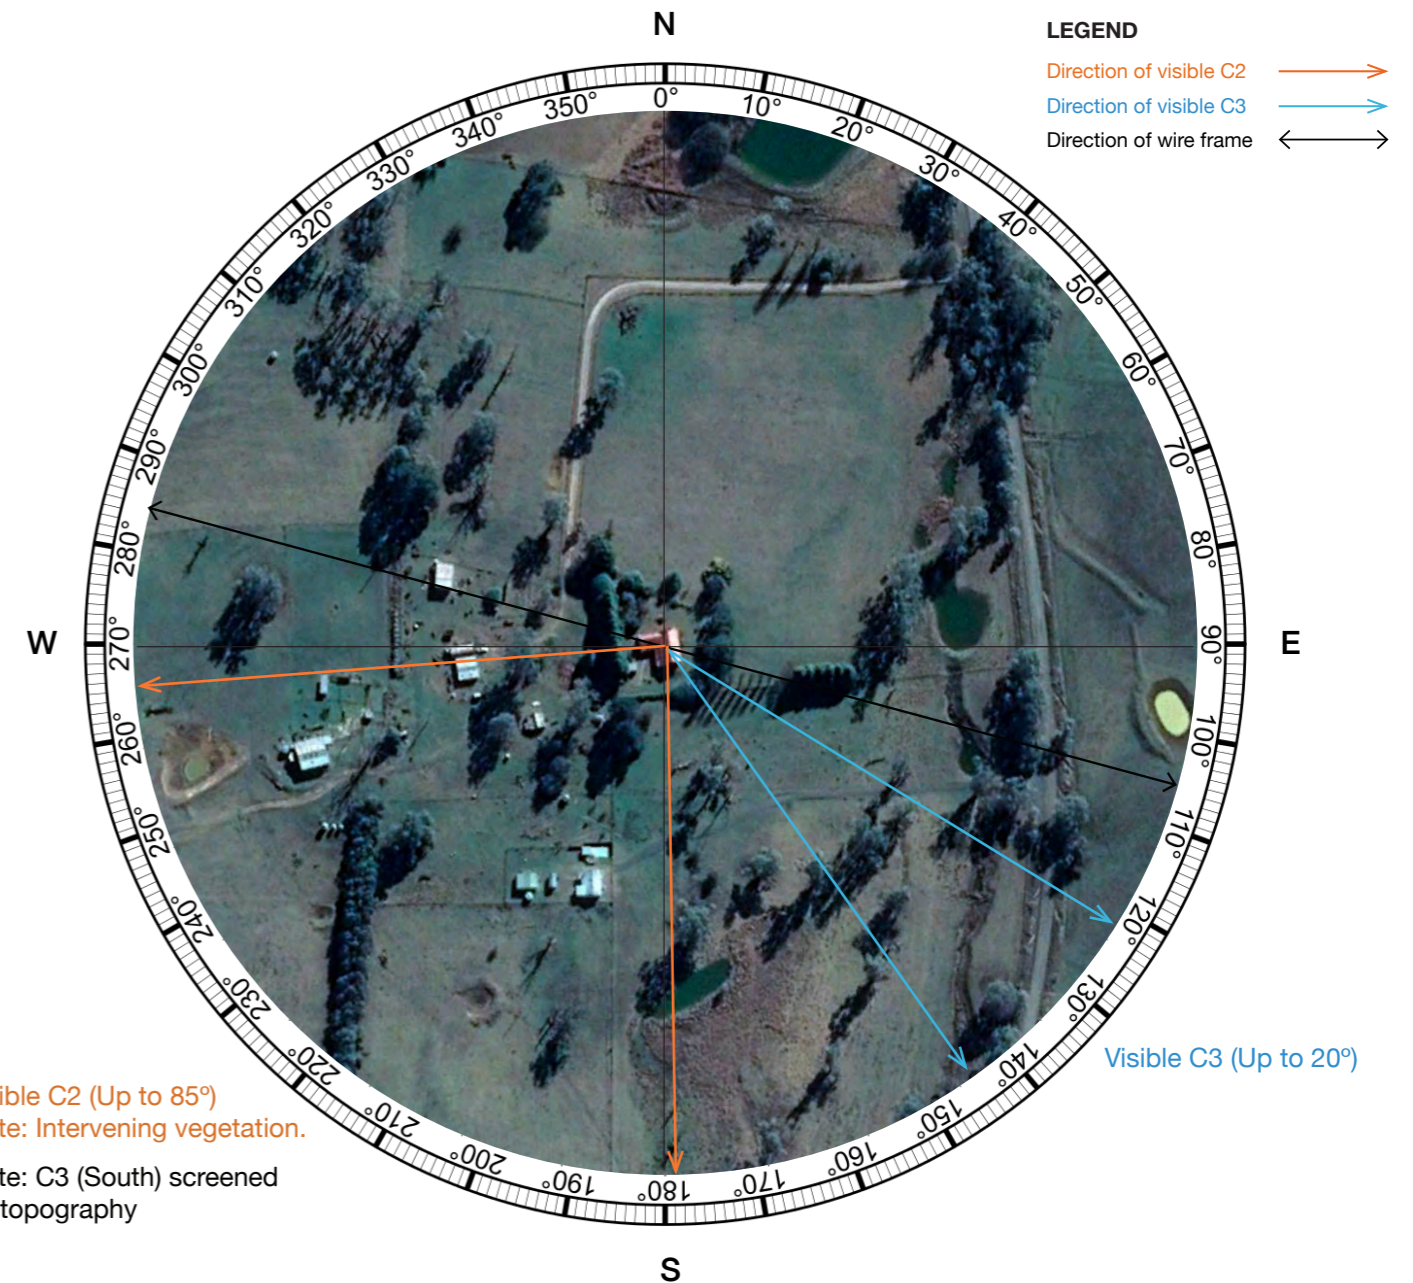 N
LEGEND
Direction of visible C2
Direction of visible C3
Direction of wire frame
0°
10°
20°
30°
40°
50°
60°
70°
80°
90°
100°
110°
120°
130°
140°
150°
160°
170°
180°
190°
200°
210°
220°
230°
240°
250°
260°
270°
280°
290°
300°
310°
320°
330°
340°
350°
W
E
Visible C3 (Up to 20º)
ible C2 (Up to 85º)
te: Intervening vegetation.
te: C3 (South) screened
topography
S